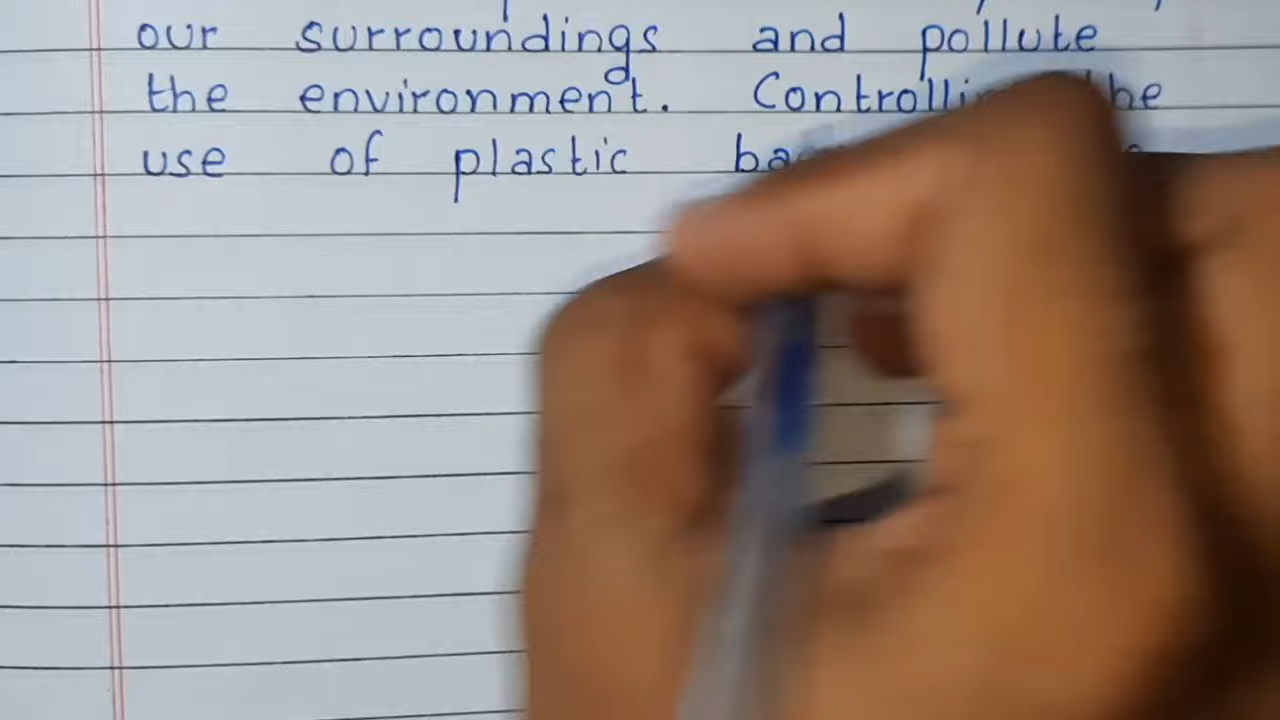 our surroundings and pollute
the environment. Controlling the
use of plastic